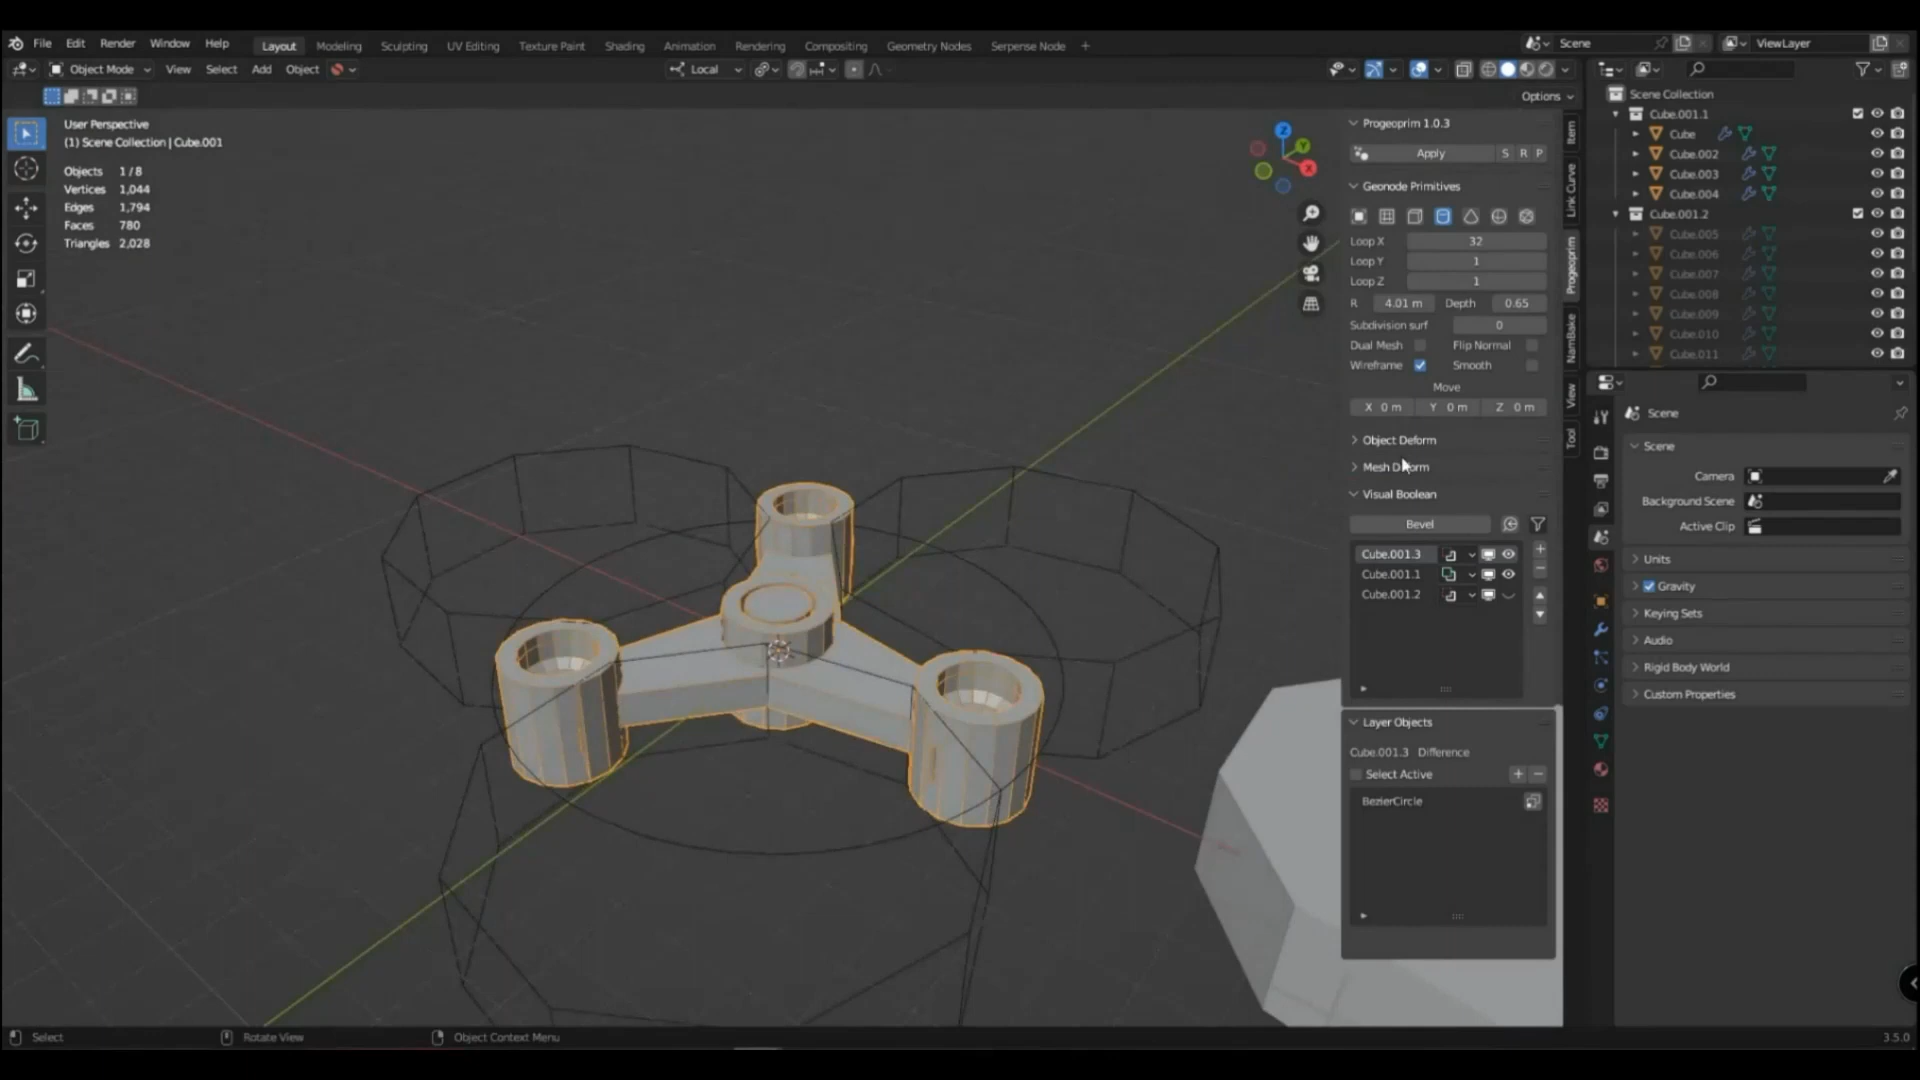 File Edit Render Window Help Layout Modeling Sculpting UV Editing Texture Paint Shading Animation Rendering Compositing Geometry Nodes Serpense Node + Scene ViewLayer
Object Mode View Select Add Object Local
Options
User Perspective
(1) Scene Collection | Cube.001
Objects 1/8
Vertices 1,044
Edges 1,794
Faces 780
Triangles 2,028
Z
Y
X
Progeoprim 1.0.3
Apply S R P
Geonode Primitives
Loop X 32
Loop Y 1
Loop Z 1
R 4.01 m Depth 0.65
Subdivision surf 0
Dual Mesh Flip Normal
Wireframe Smooth
Move
X 0 m Y 0 m Z 0 m
Object Deform
Mesh D
Visual Boolean
Bevel
Cube.001.3
Cube.001.1
Cube.001.2
Layer Objects
Cube.001.3 Difference
Select Active
BezierCircle
Item
Link Curve
Progeoprim
NamBake
View
Tool
Scene Collection
Cube.001.1
Cube
Cube.002
Cube.003
Cube.004
Cube.001.2
Cube.005
Cube.006
Cube.007
Cube.008
Cube.009
Cube.010
Cube.011
Scene
Scene
Camera
Background Scene
Active Clip
Units
Gravity
Keying Sets
Audio
Rigid Body World
Custom Properties
Select Rotate View Object Context Menu 3.5.0